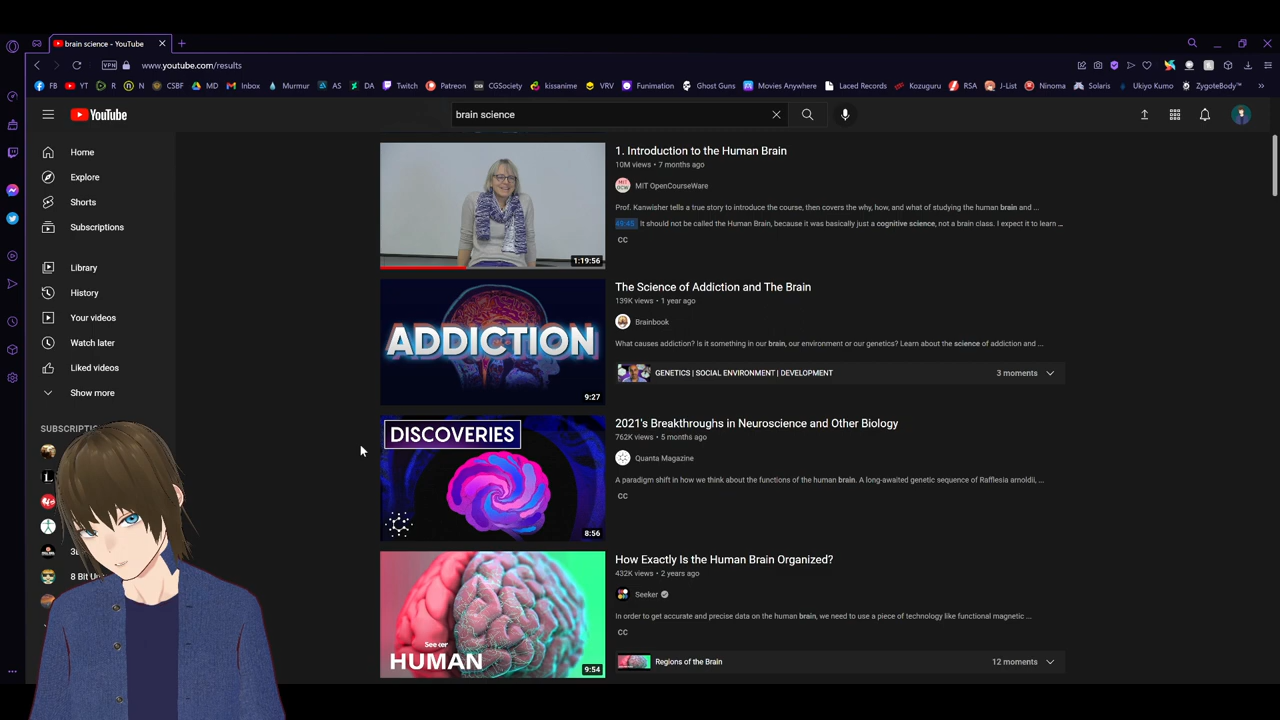 brain science - YouTube
VPN
www.youtube.com/results
FB
YT
R
N
CSBF
MD
Inbox
Murmur
AS
DA
Twitch
Patreon
CGSociety
kissanime
VRV
Funimation
Ghost Guns
Movies Anywhere
Laced Records
Kozuguru
RSA
J-List
Ninoma
Solaris
Ukiyo Kumo
ZygoteBody™
YouTube
brain science
Home
Explore
Shorts
Subscriptions
Library
History
Your videos
Watch later
Liked videos
Show more
8 Bit
1:19:56
1. Introduction to the Human Brain
10M views • 7 months ago
MIT OpenCourseWare
Prof. Kanwisher tells a true story to introduce the course, then covers the why, how, and what of studying the human brain and ...
49:45 It should not be called the Human Brain, because it was basically just a cognitive science, not a brain class. I expect it to learn ...
CC
ADDICTION
9:27
The Science of Addiction and The Brain
139K views • 1 year ago
Brainbook
What causes addiction? Is it something in our brain, our environment or our genetics? Learn about the science of addiction and ...
GENETICS | SOCIAL ENVIRONMENT | DEVELOPMENT
3 moments
DISCOVERIES
8:56
2021's Breakthroughs in Neuroscience and Other Biology
762K views • 5 months ago
Quanta Magazine
A paradigm shift in how we think about the functions of the human brain. A long-awaited genetic sequence of Rafflesia arnoldii, ...
CC
Seeker
HUMAN
9:54
How Exactly Is the Human Brain Organized?
432K views • 2 years ago
Seeker
In order to get accurate and precise data on the human brain, we need to use a piece of technology like functional magnetic ...
CC
Regions of the Brain
12 moments